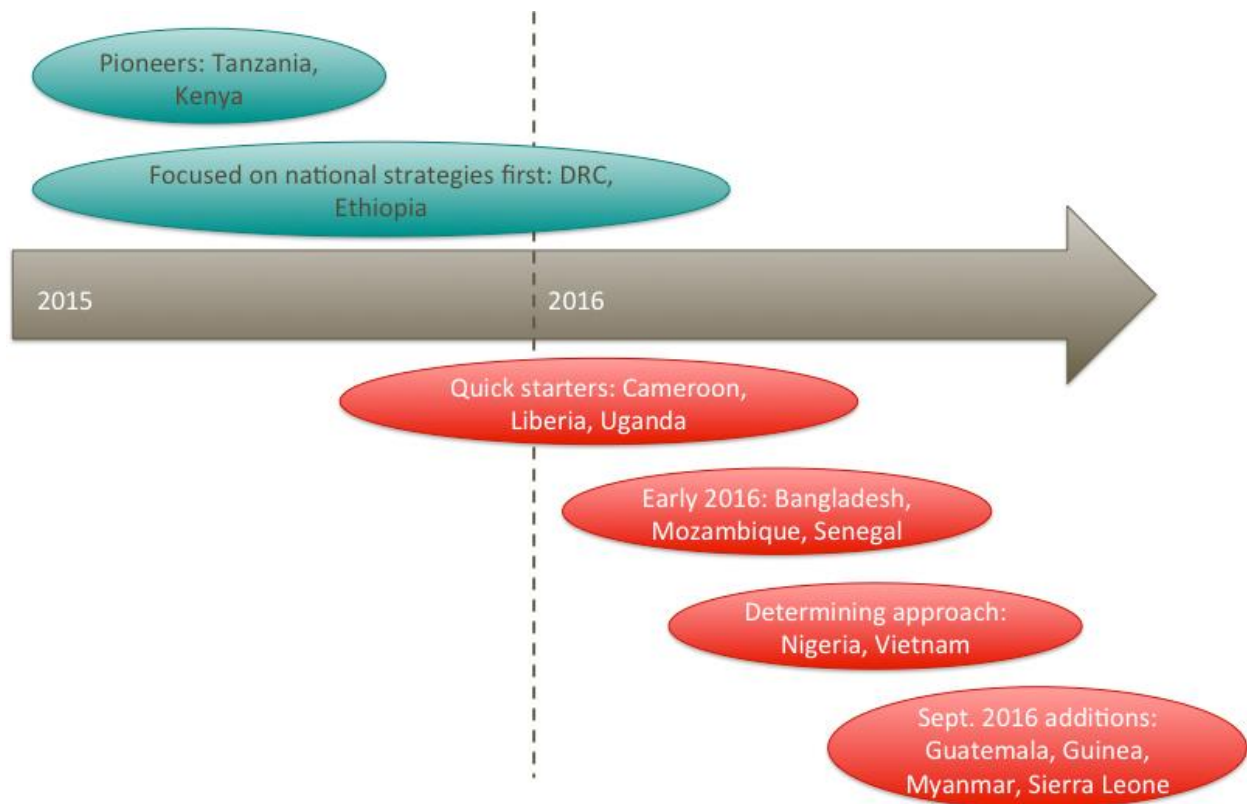 Pioneers: Tanzania,
Kenya
Focused on national strategies first: DRC,
Ethiopia
2015
2016
Quick starters: Cameroon,
Liberia, Uganda
Early 2016: Bangladesh,
Mozambique, Senegal
Determining approach:
Nigeria, Vietnam
Sept. 2016 additions:
Guatemala, Guinea,
Myanmar, Sierra Leone